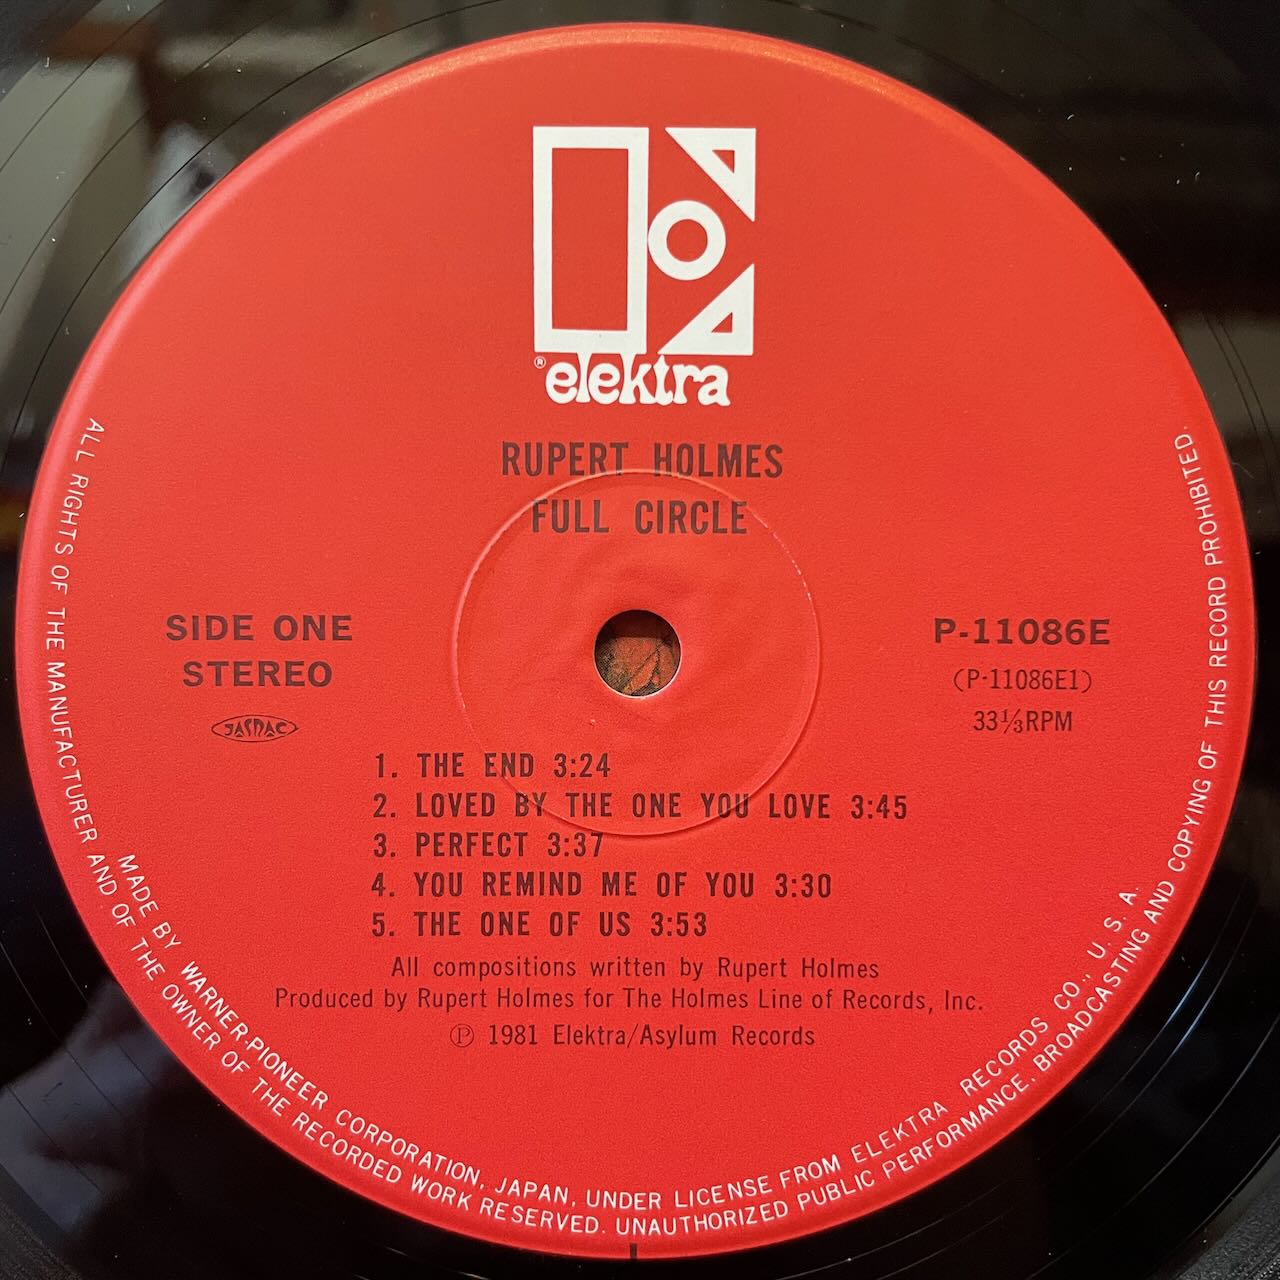 elektra
®
RUPERT HOLMES
FULL CIRCLE
SIDE ONE
STEREO
JASRAC
P-11086E
(P-11086E1)
33⅓RPM
1. THE END 3:24
2. LOVED BY THE ONE YOU LOVE 3:45
3. PERFECT 3:37
4. YOU REMIND ME OF YOU 3:30
5. THE ONE OF US 3:53
All compositions written by Rupert Holmes
Produced by Rupert Holmes for The Holmes Line of Records, Inc.
Ⓟ 1981 Elektra/Asylum Records
MADE BY WARNER-PIONEER CORPORATION, JAPAN, UNDER LICENSE FROM ELEKTRA RECORDS CO., U. S. A.
ALL RIGHTS OF THE MANUFACTURER AND OF THE OWNER OF THE RECORDED WORK RESERVED. UNAUTHORIZED PUBLIC PERFORMANCE, BROADCASTING AND COPYING OF THIS RECORD PROHIBITED.